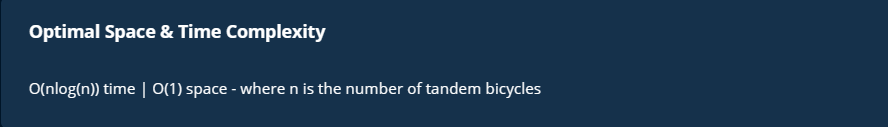 Optimal Space & Time Complexity
O(nlog(n)) time | O(1) space - where n is the number of tandem bicycles